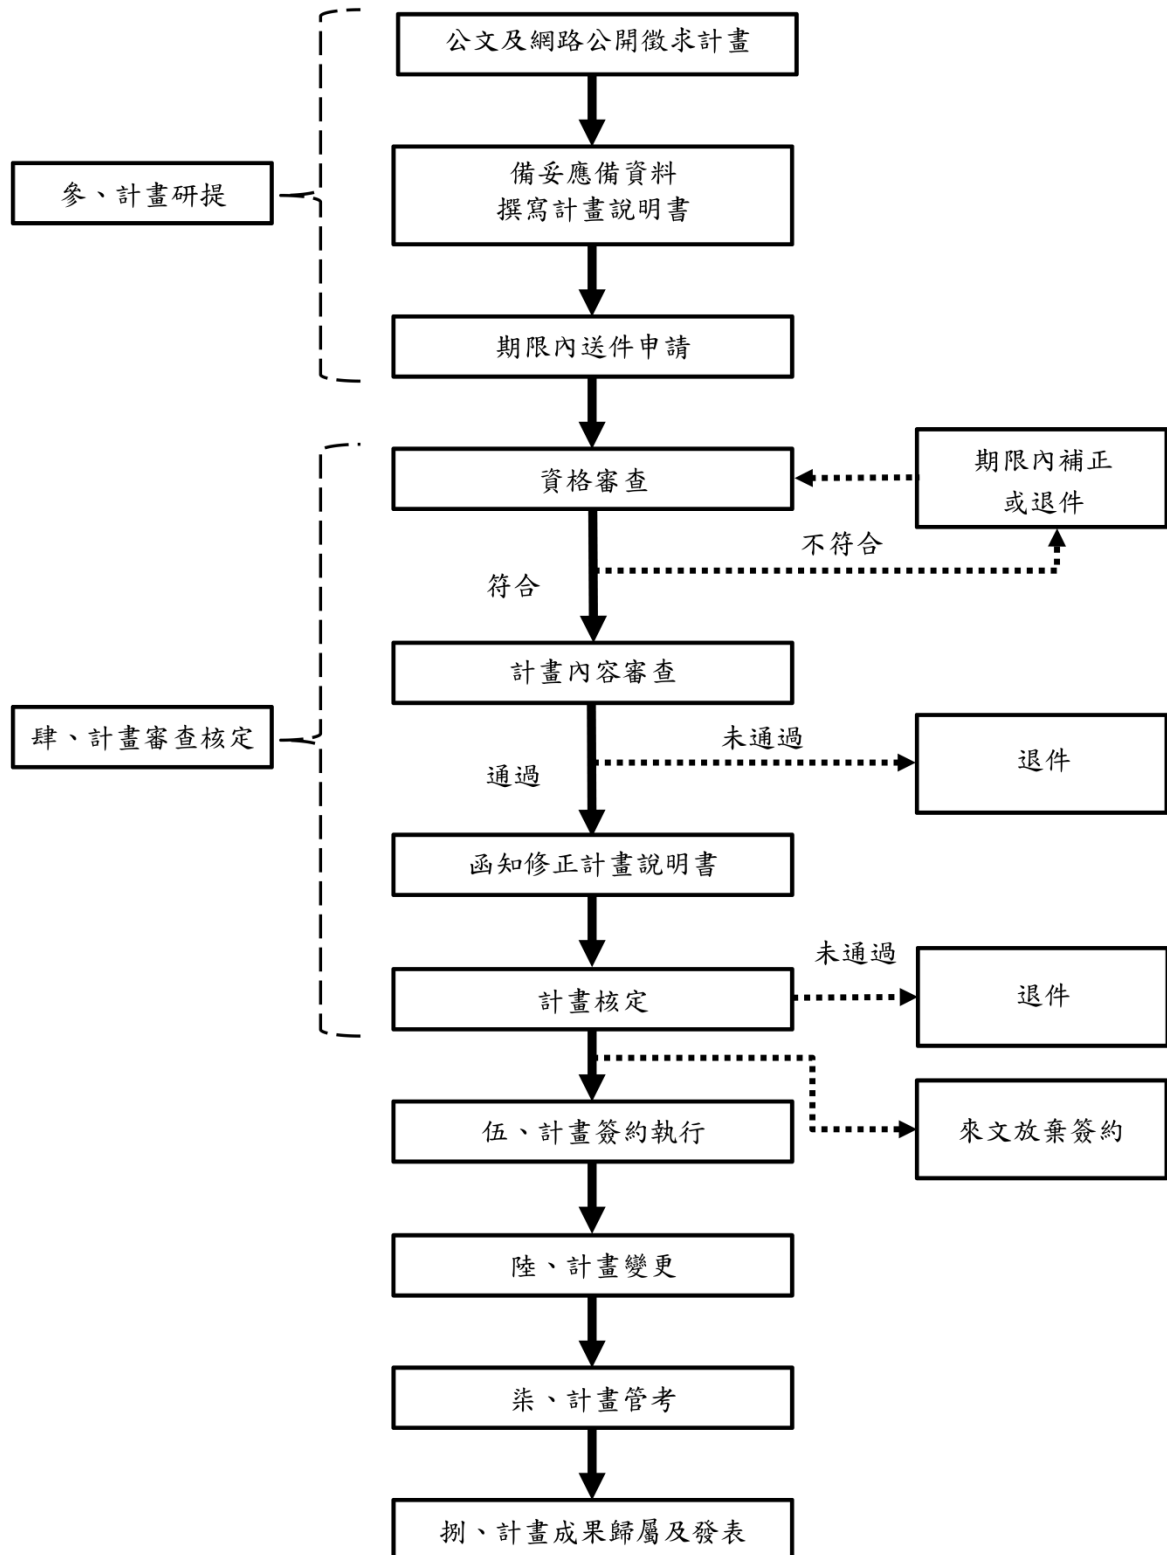 公文及網路公開徵求計畫
參、計畫研提
備妥應備資料
撰寫計畫說明書
期限內送件申請
資格審查
期限內補正
或退件
不符合
符合
計畫內容審查
肆、計畫審查核定
未通過
退件
通過
函知修正計畫說明書
未通過
計畫核定
退件
伍、計畫簽約執行
來文放棄簽約
陸、計畫變更
柒、計畫管考
捌、計畫成果歸屬及發表